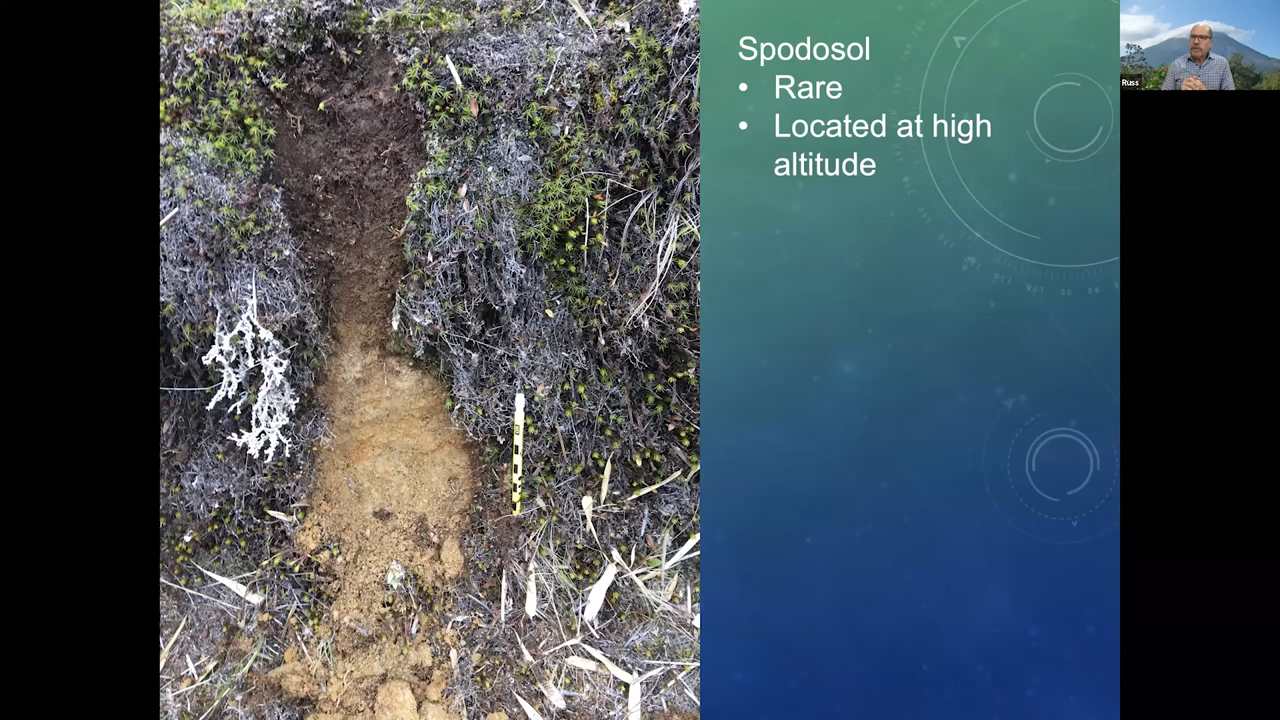 Spodosol
• Rare
• Located at high
altitude
Russ